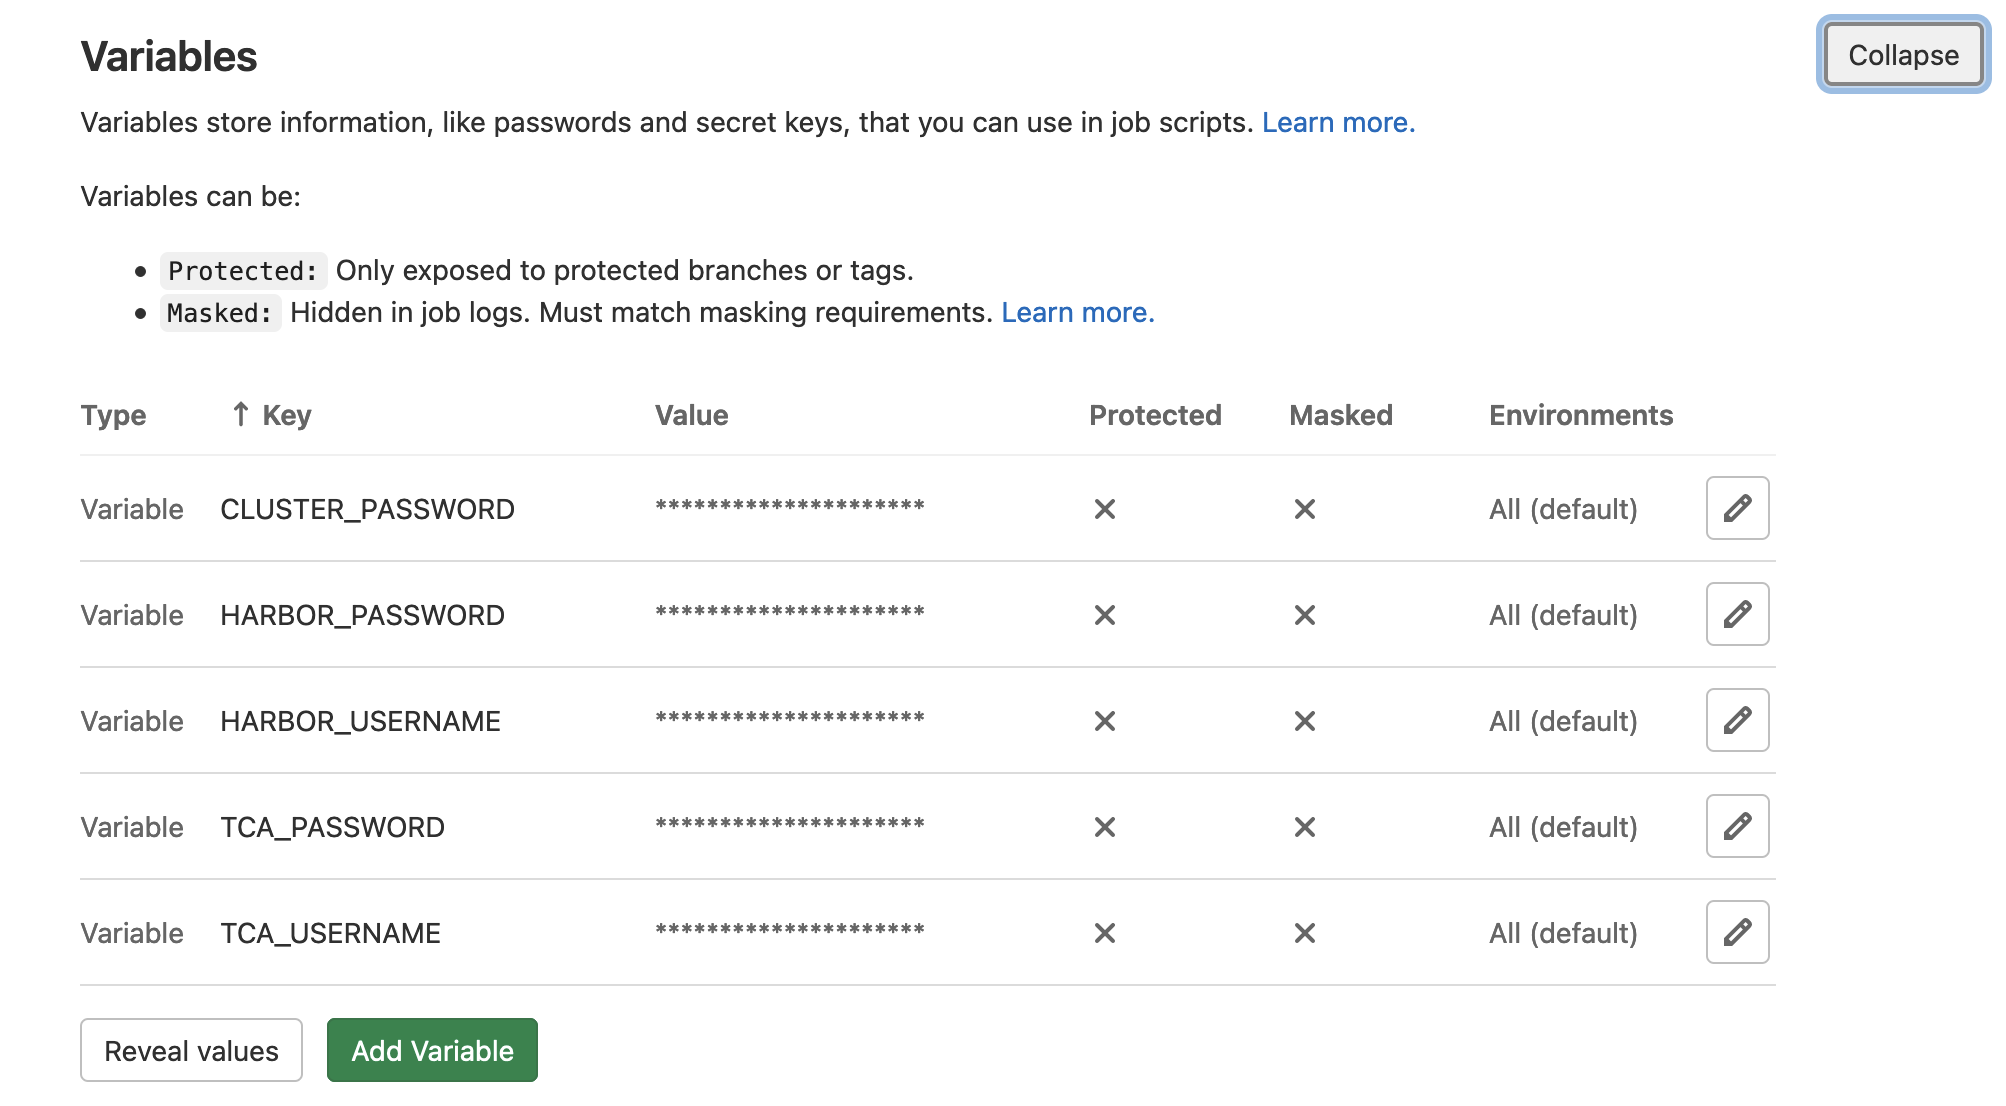 Variables
Collapse
Variables store information, like passwords and secret keys, that you can use in job scripts. Learn more.
Variables can be:
Protected: Only exposed to protected branches or tags.
Masked: Hidden in job logs. Must match masking requirements. Learn more.
Type ↑ Key Value Protected Masked Environments
Variable CLUSTER_PASSWORD ********************* All (default)
Variable HARBOR_PASSWORD ********************* All (default)
Variable HARBOR_USERNAME ********************* All (default)
Variable TCA_PASSWORD ********************* All (default)
Variable TCA_USERNAME ********************* All (default)
Reveal values Add Variable